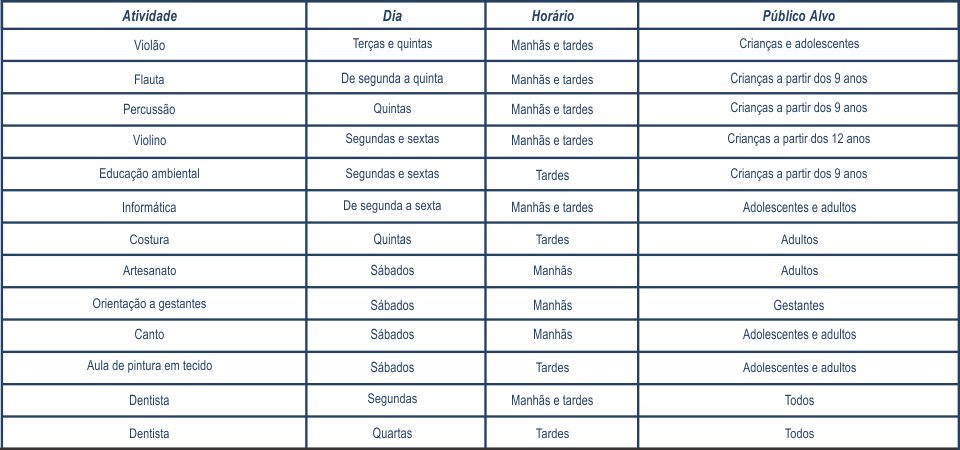 Atividade Dia Horário Público Alvo
Violão Terças e quintas Manhãs e tardes Crianças e adolescentes
Flauta De segunda a quinta Manhãs e tardes Crianças a partir dos 9 anos
Percussão Quintas Manhãs e tardes Crianças a partir dos 9 anos
Violino Segundas e sextas Manhãs e tardes Crianças a partir dos 12 anos
Educação ambiental Segundas e sextas Tardes Crianças a partir dos 9 anos
Informática De segunda a sexta Manhãs e tardes Adolescentes e adultos
Costura Quintas Tardes Adultos
Artesanato Sábados Manhãs Adultos
Orientação a gestantes Sábados Manhãs Gestantes
Canto Sábados Manhãs Adolescentes e adultos
Aula de pintura em tecido Sábados Tardes Adolescentes e adultos
Dentista Segundas Manhãs e tardes Todos
Dentista Quartas Tardes Todos